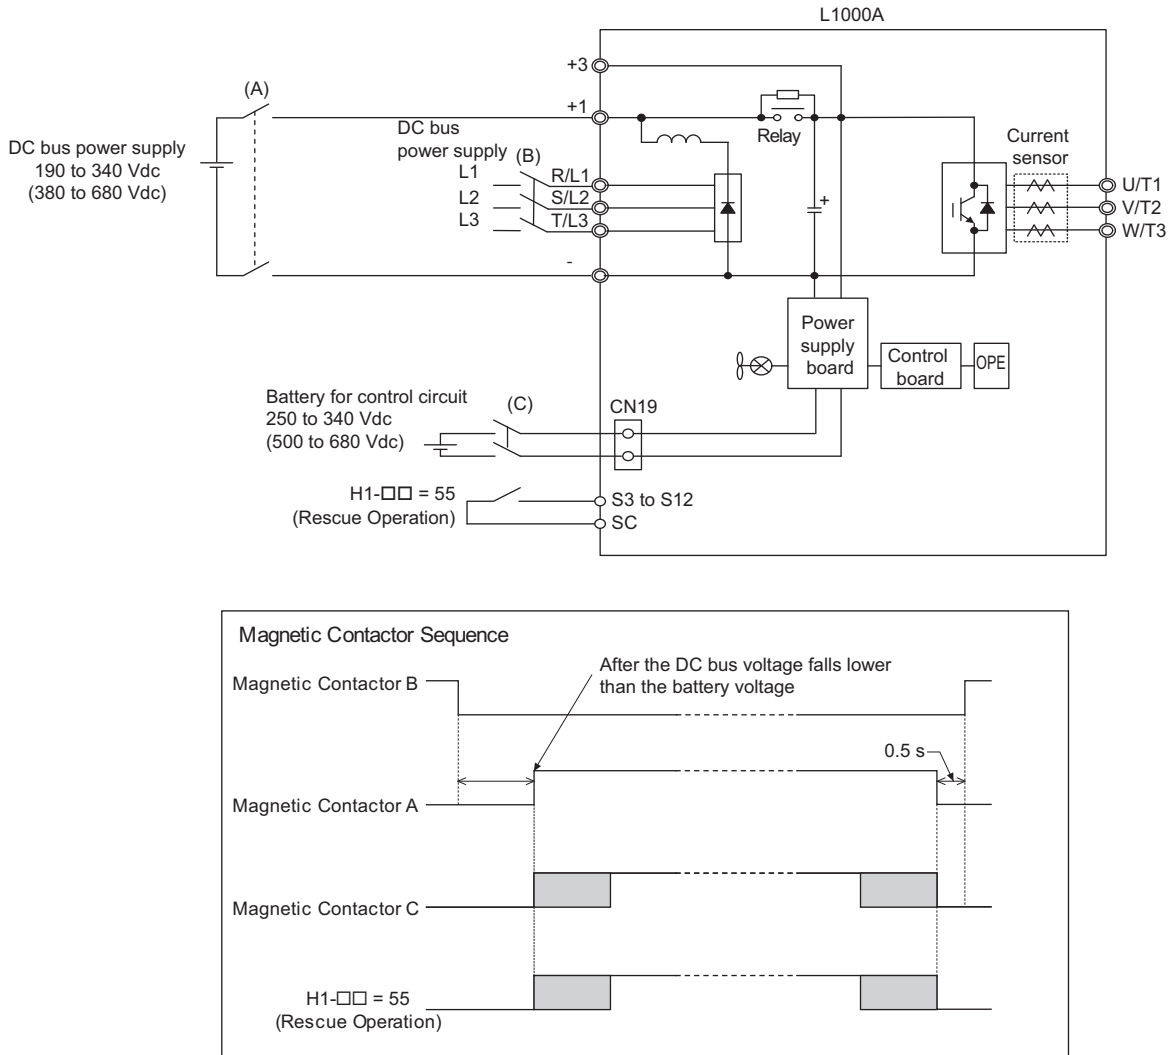 L1000A
+3
(A)
+1
DC bus
power supply
(B)
Relay
Current
sensor
DC bus power supply
190 to 340 Vdc
(380 to 680 Vdc)
L1
R/L1
L2
S/L2
L3
T/L3
+
U/T1
V/T2
W/T3
-
Power
supply
board
Control
board
OPE
Battery for control circuit
250 to 340 Vdc
(500 to 680 Vdc)
(C)
CN19
H1-□□ = 55
(Rescue Operation)
S3 to S12
SC
Magnetic Contactor Sequence
After the DC bus voltage falls lower
than the battery voltage
Magnetic Contactor B
0.5 s
Magnetic Contactor A
Magnetic Contactor C
H1-□□ = 55
(Rescue Operation)